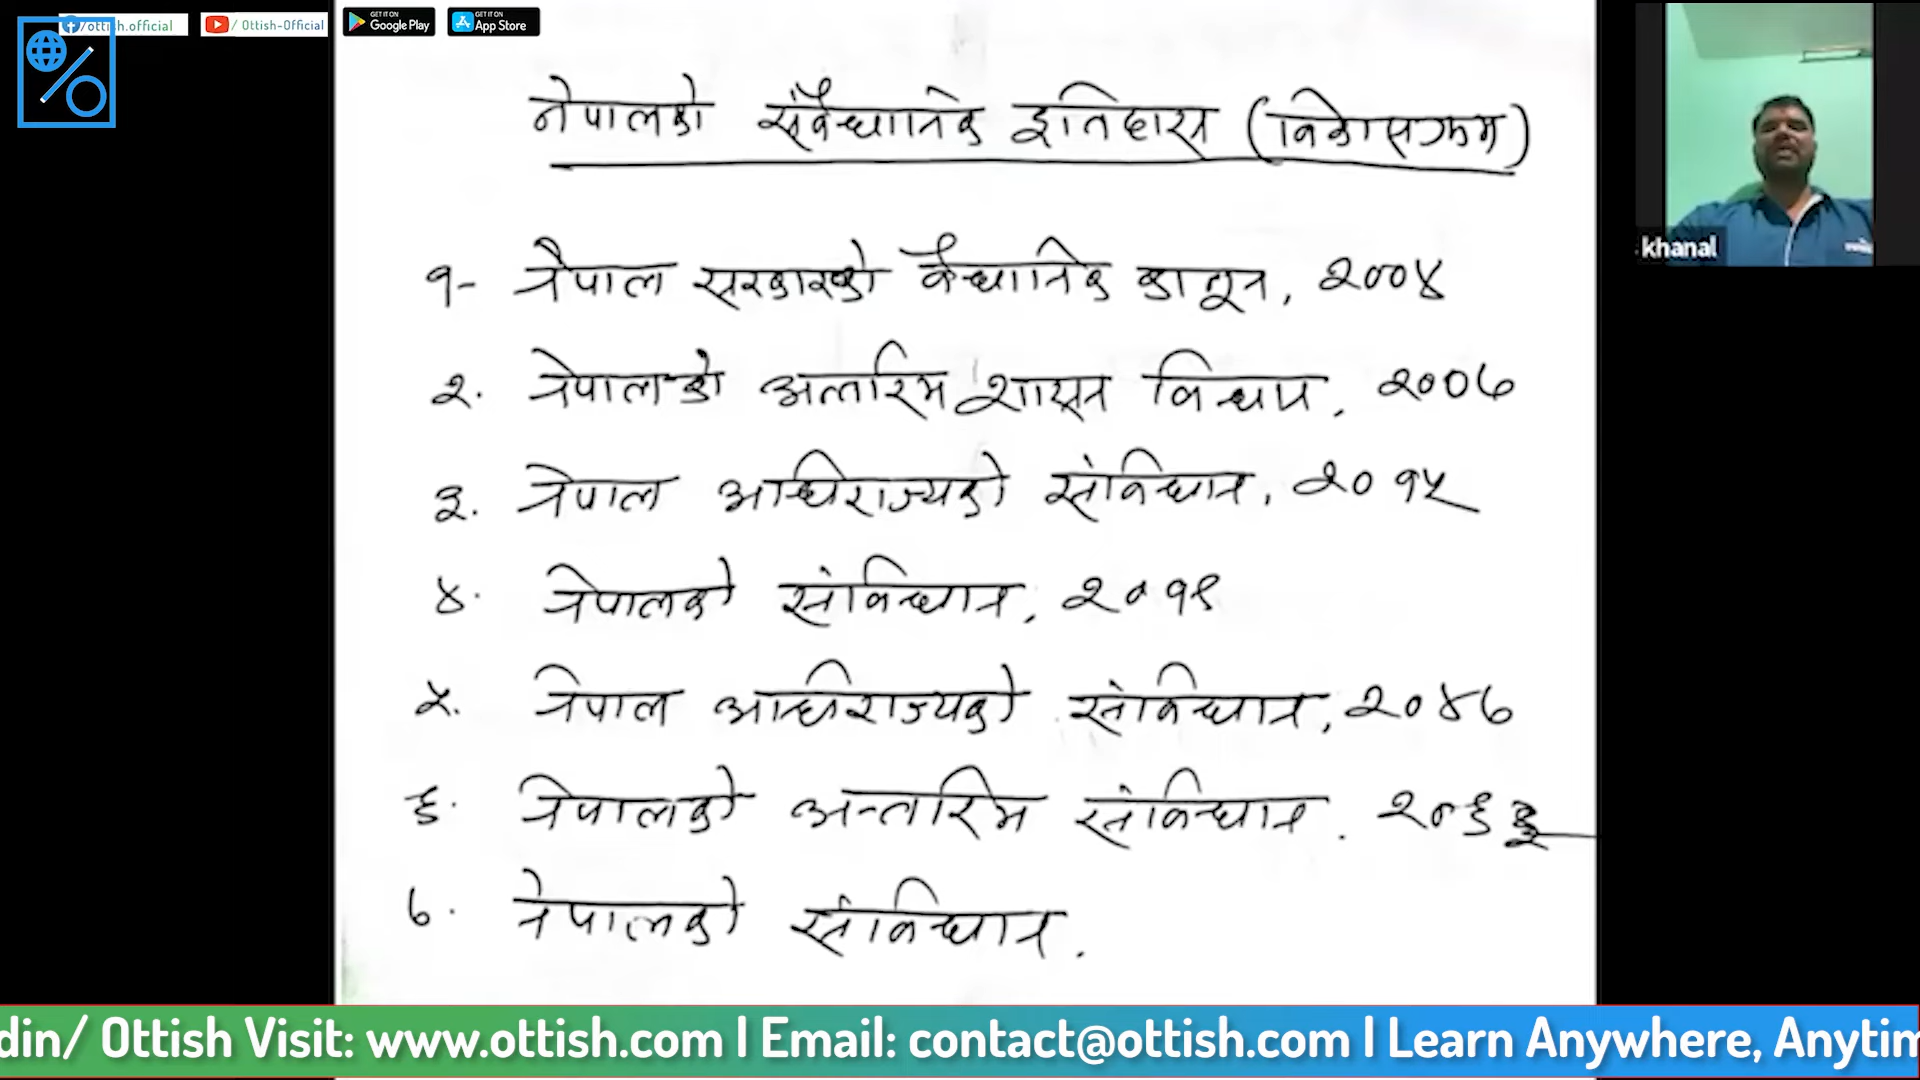 /ottish.official / Ottish-Official GET IT ON Google Play GET IT ON App Store
नेपालको संवैधानिक इतिहास (विकासक्रम)
khanal
१- नेपाल सरकारको वैधानिक कानून, २००४
२. नेपालको अन्तरिम शासन विधान, २००७
३. नेपाल अधिराज्यको संविधान, २०१५
४. नेपालको संविधान, २०१९
५. नेपाल अधिराज्यको संविधान, २०४७
६. नेपालको अन्तरिम संविधान. २०६३
७. नेपालको संविधान.
din/ Ottish Visit: www.ottish.com | Email: contact@ottish.com | Learn Anywhere, Anytim